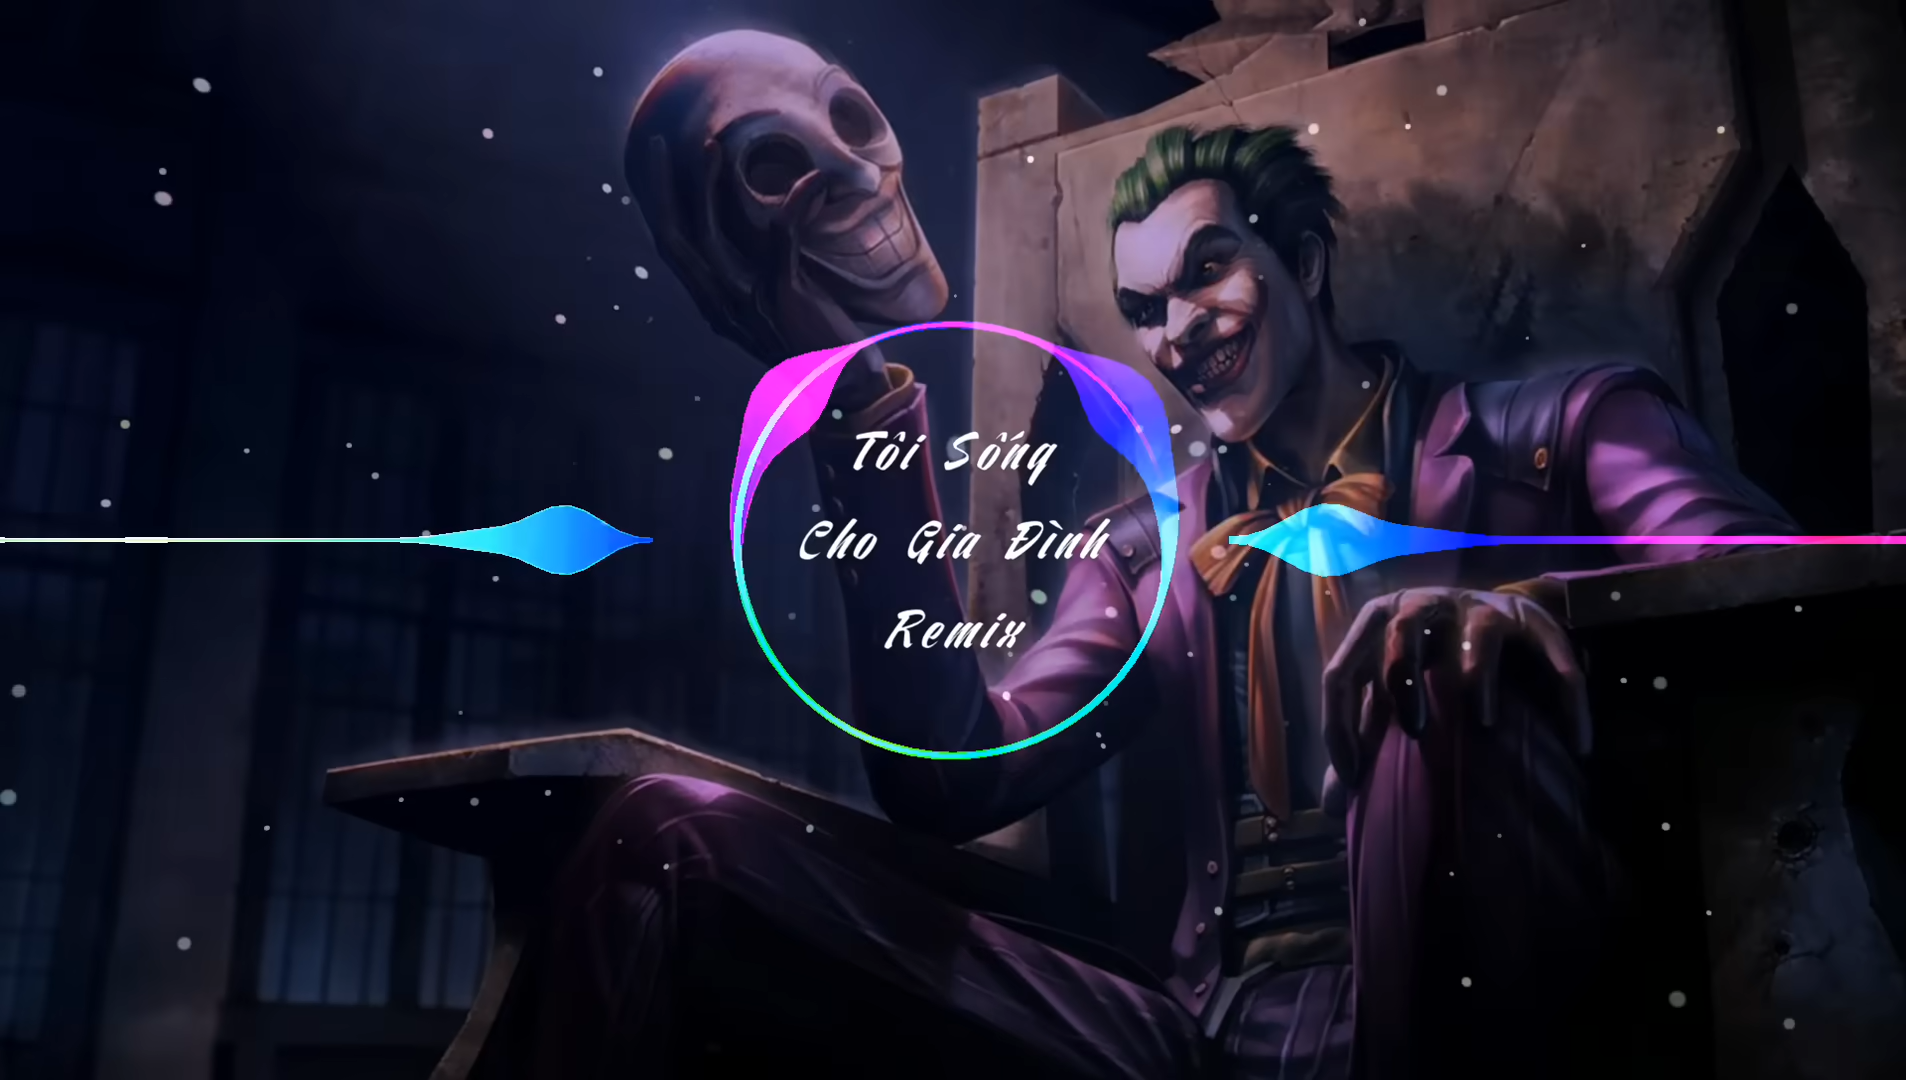 Tôi Sống
Cho Gia Đình
Remix